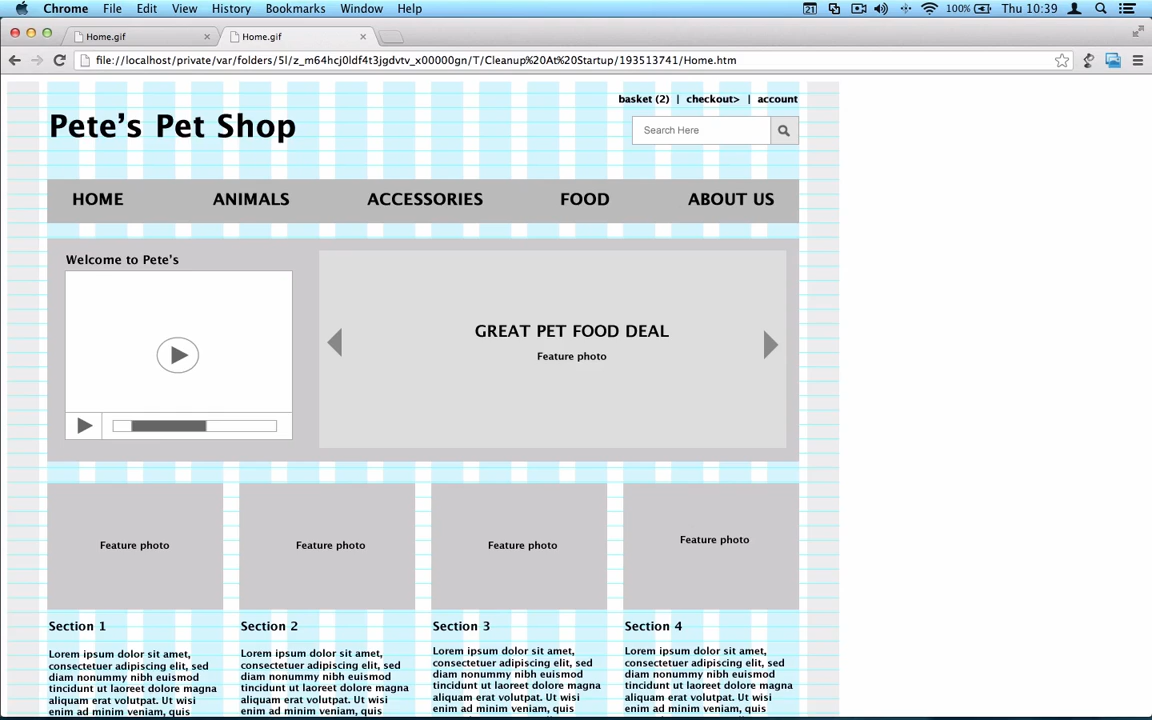 Chrome File Edit View History Bookmarks Window Help 21 100% Thu 10:39
Home.gif Home.gif
file://localhost/private/var/folders/5l/z_m64hcj0ldf4t3jgdvtv_x00000gn/T/Cleanup%20At%20Startup/193513741/Home.htm
basket (2) | checkout> | account
Pete's Pet Shop
Search Here
HOME ANIMALS ACCESSORIES FOOD ABOUT US
Welcome to Pete's
GREAT PET FOOD DEAL
Feature photo
Feature photo Feature photo Feature photo Feature photo
Section 1 Section 2 Section 3 Section 4
Lorem ipsum dolor sit amet, Lorem ipsum dolor sit amet, Lorem ipsum dolor sit amet, Lorem ipsum dolor sit amet,
consectetuer adipiscing elit, sed consectetuer adipiscing elit, sed consectetuer adipiscing elit, sed consectetuer adipiscing elit, sed
diam nonummy nibh euismod diam nonummy nibh euismod diam nonummy nibh euismod diam nonummy nibh euismod
tincidunt ut laoreet dolore magna tincidunt ut laoreet dolore magna tincidunt ut laoreet dolore magna tincidunt ut laoreet dolore magna
aliquam erat volutpat. Ut wisi aliquam erat volutpat. Ut wisi aliquam erat volutpat. Ut wisi aliquam erat volutpat. Ut wisi
enim ad minim veniam, quis enim ad minim veniam, quis enim ad minim veniam, quis enim ad minim veniam, quis